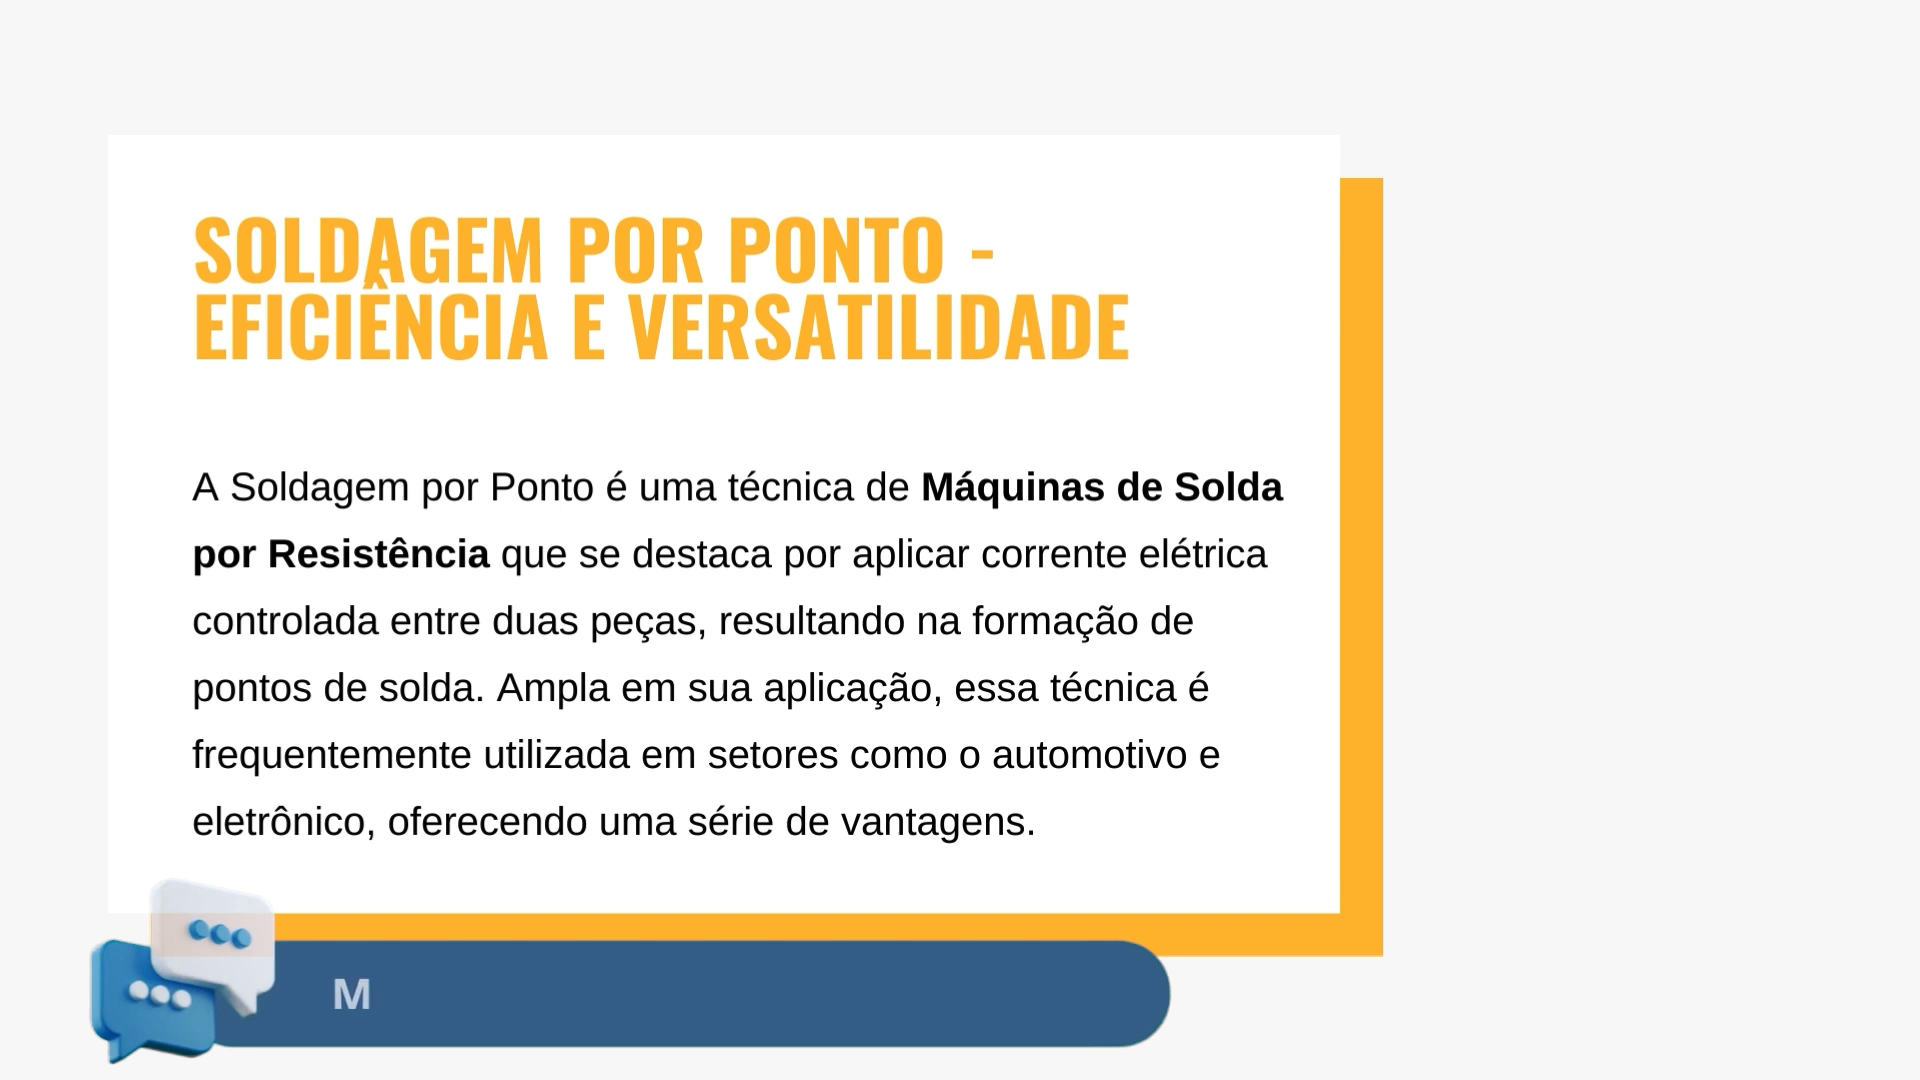 SOLDAGEM POR PONTO -
EFICIÊNCIA E VERSATILIDADE
A Soldagem por Ponto é uma técnica de Máquinas de Solda
por Resistência que se destaca por aplicar corrente elétrica
controlada entre duas peças, resultando na formação de
pontos de solda. Ampla em sua aplicação, essa técnica é
frequentemente utilizada em setores como o automotivo e
eletrônico, oferecendo uma série de vantagens.
M